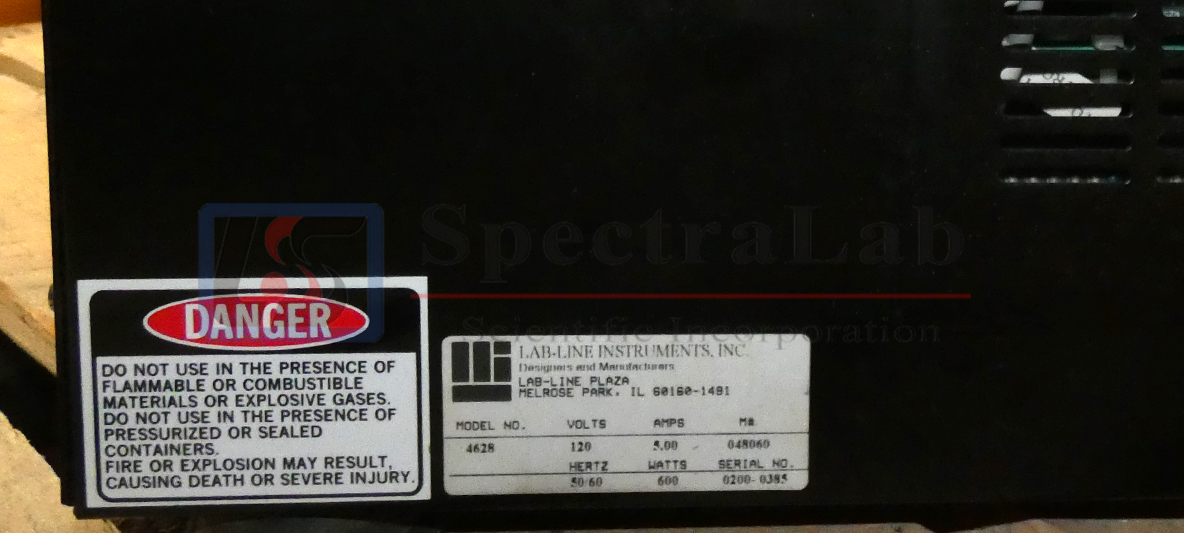 SpectraLab
Scientific Incorporation
DANGER
DO NOT USE IN THE PRESENCE OF
FLAMMABLE OR COMBUSTIBLE
MATERIALS OR EXPLOSIVE GASES.
DO NOT USE IN THE PRESENCE OF
PRESSURIZED OR SEALED
CONTAINERS.
FIRE OR EXPLOSION MAY RESULT,
CAUSING DEATH OR SEVERE INJURY.
LAB-LINE INSTRUMENTS, INC.
Designers and Manufacturers
LAB-LINE PLAZA
MELROSE PARK, IL 60160-1491
MODEL NO. VOLTS AMPS M#
4628 120 5.00 048060
HERTZ WATTS SERIAL NO.
50/60 600 0200-0385